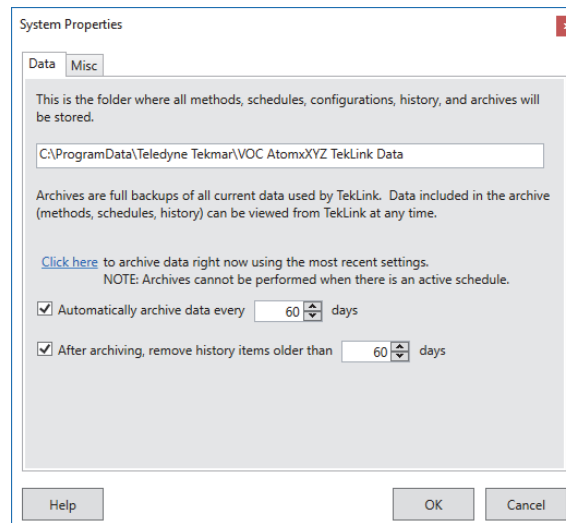 System Properties
Data
Misc
This is the folder where all methods, schedules, configurations, history, and archives will
be stored.
C:\ProgramData\Teledyne Tekmar\VOC AtomxXYZ TekLink Data
Archives are full backups of all current data used by TekLink. Data included in the archive
(methods, schedules, history) can be viewed from TekLink at any time.
Click here to archive data right now using the most recent settings.
NOTE: Archives cannot be performed when there is an active schedule.
Automatically archive data every 60 days
After archiving, remove history items older than 60 days
Help
OK
Cancel